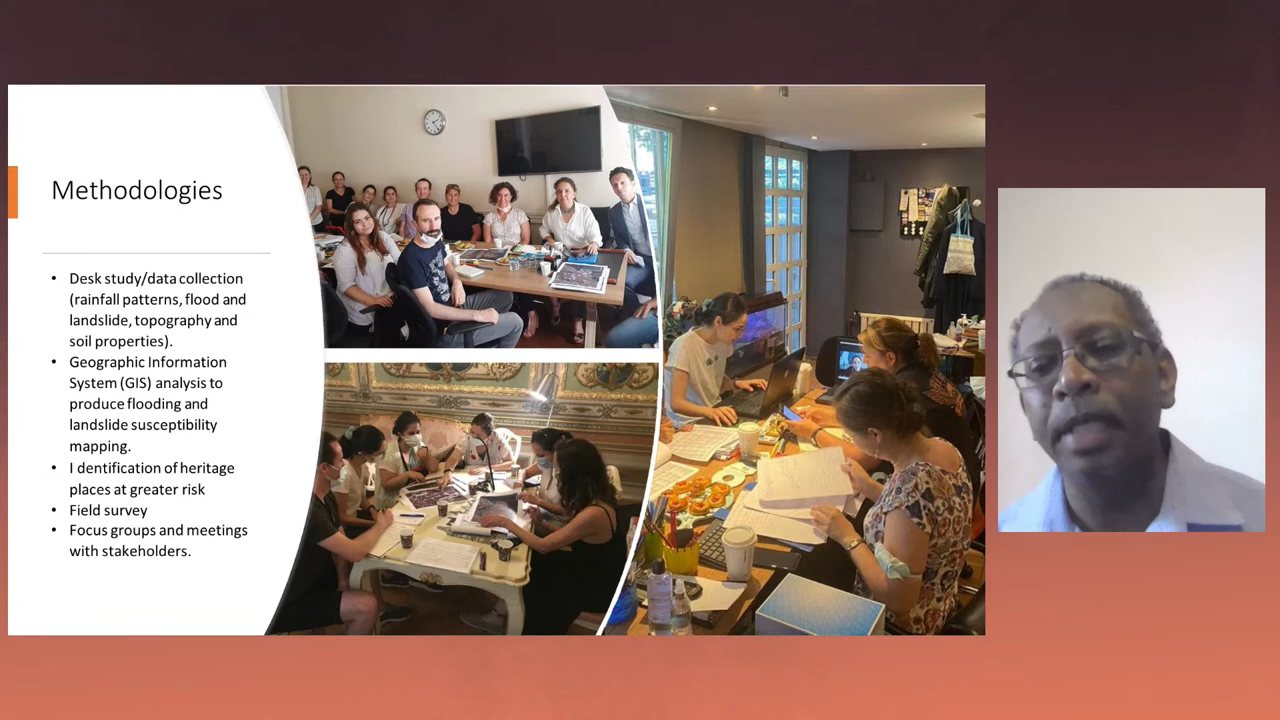 Methodologies
• Desk study/data collection
(rainfall patterns, flood and
landslide, topography and
soil properties).
• Geographic Information
System (GIS) analysis to
produce flooding and
landslide susceptibility
mapping.
• I dentification of heritage
places at greater risk
• Field survey
• Focus groups and meetings
with stakeholders.